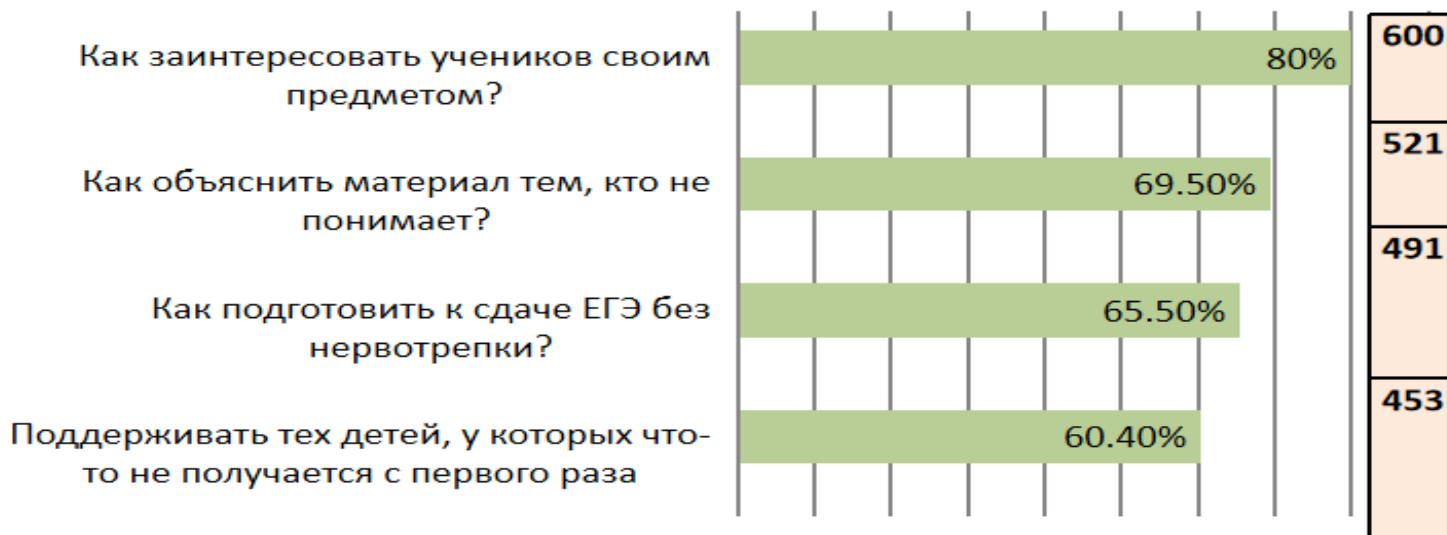 Как заинтересовать учеников своим
предметом?
80%
600
Как объяснить материал тем, кто не
понимает?
69.50%
521
Как подготовить к сдаче ЕГЭ без
нервотрепки?
65.50%
491
Поддерживать тех детей, у которых что-
то не получается с первого раза
60.40%
453